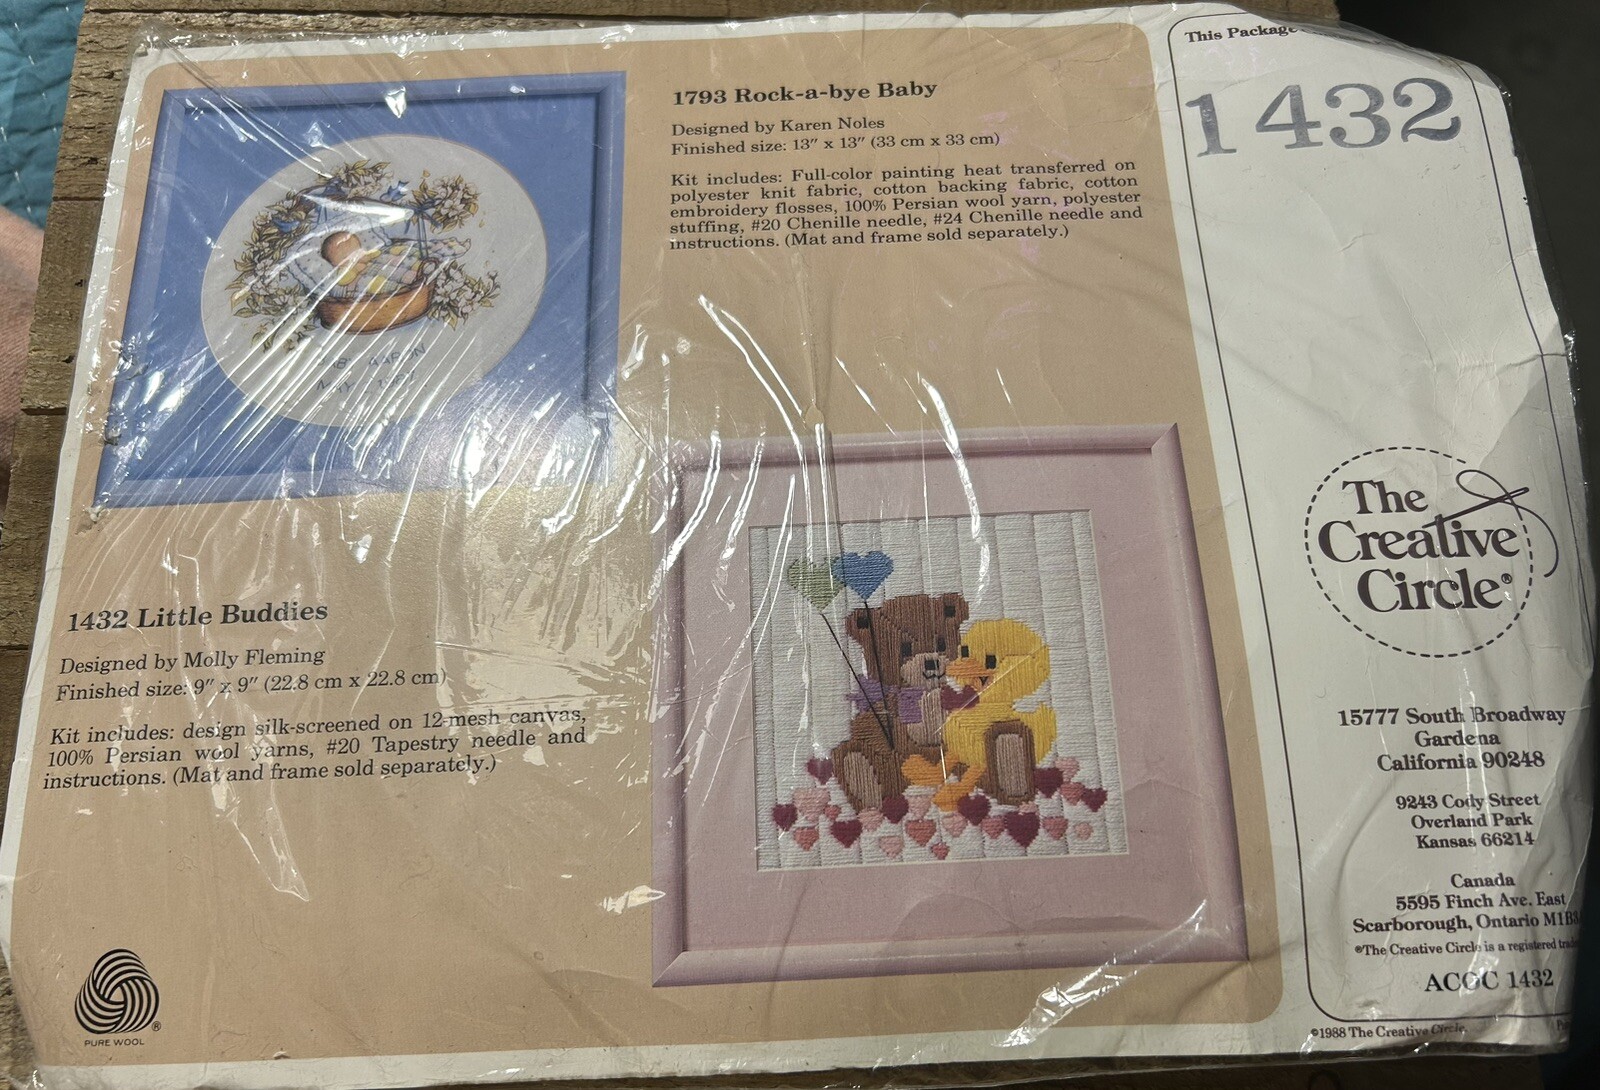 This Package
1432
1793 Rock-a-bye Baby
Designed by Karen Noles
Finished size: 13" x 13" (33 cm x 33 cm)
Kit includes: Full-color painting heat transferred on
polyester knit fabric, cotton backing fabric, cotton
embroidery flosses, 100% Persian wool yarn, polyester
stuffing, #20 Chenille needle, #24 Chenille needle and
instructions. (Mat and frame sold separately.)
AARON
1432 Little Buddies
Designed by Molly Fleming
Finished size: 9" x 9" (22.8 cm x 22.8 cm)
Kit includes: design silk-screened on 12-mesh canvas,
100% Persian wool yarns, #20 Tapestry needle and
instructions. (Mat and frame sold separately.)
PURE WOOL
®
The
Creative
Circle®
15777 South Broadway
Gardena
California 90248
9243 Cody Street
Overland Park
Kansas 66214
Canada
5595 Finch Ave. East
Scarborough, Ontario
®The Creative Circle is a registered
ACOC 1432
©1988 The Creative Circle.